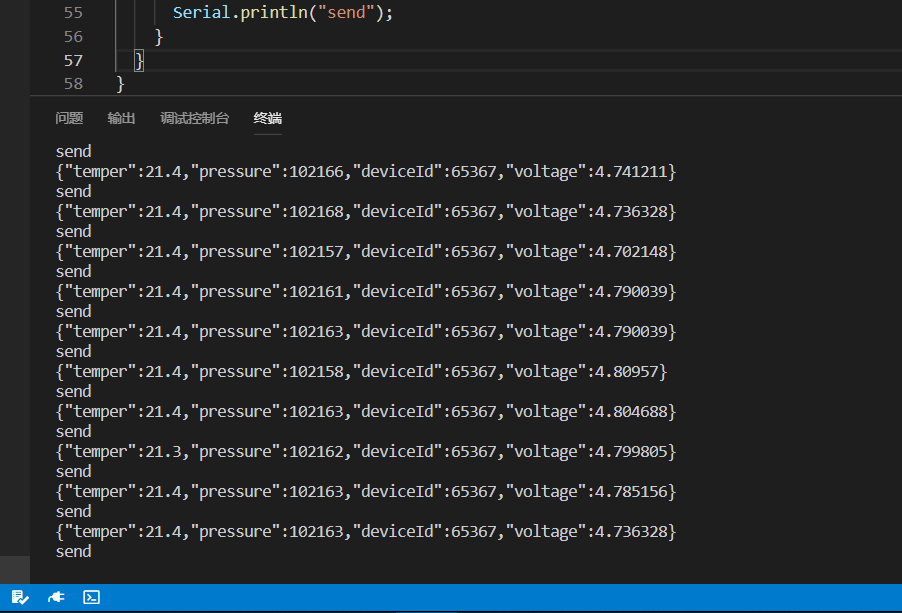 55 Serial.println("send");
56 }
57 }
58 }
问题 输出 调试控制台 终端
send
{"temper":21.4,"pressure":102166,"deviceId":65367,"voltage":4.741211}
send
{"temper":21.4,"pressure":102168,"deviceId":65367,"voltage":4.736328}
send
{"temper":21.4,"pressure":102157,"deviceId":65367,"voltage":4.702148}
send
{"temper":21.4,"pressure":102161,"deviceId":65367,"voltage":4.790039}
send
{"temper":21.4,"pressure":102163,"deviceId":65367,"voltage":4.790039}
send
{"temper":21.4,"pressure":102158,"deviceId":65367,"voltage":4.80957}
send
{"temper":21.4,"pressure":102163,"deviceId":65367,"voltage":4.804688}
send
{"temper":21.3,"pressure":102162,"deviceId":65367,"voltage":4.799805}
send
{"temper":21.4,"pressure":102163,"deviceId":65367,"voltage":4.785156}
send
{"temper":21.4,"pressure":102163,"deviceId":65367,"voltage":4.736328}
send